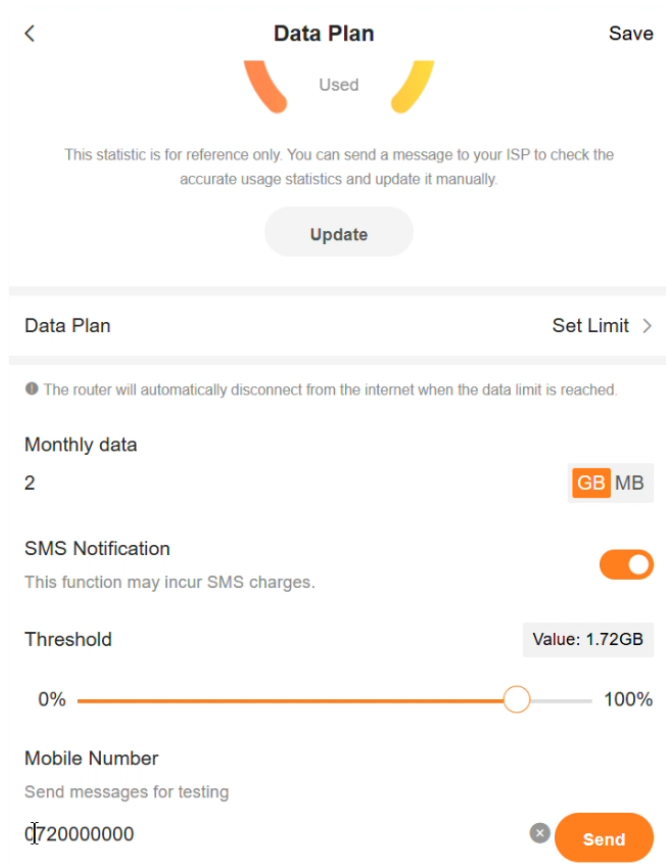 Data Plan
Save
Used
This statistic is for reference only. You can send a message to your ISP to check the
accurate usage statistics and update it manually.
Update
Data Plan
Set Limit
The router will automatically disconnect from the internet when the data limit is reached.
Monthly data
2
GB MB
SMS Notification
This function may incur SMS charges.
Threshold
Value: 1.72GB
0%
100%
Mobile Number
Send messages for testing
0720000000
Send